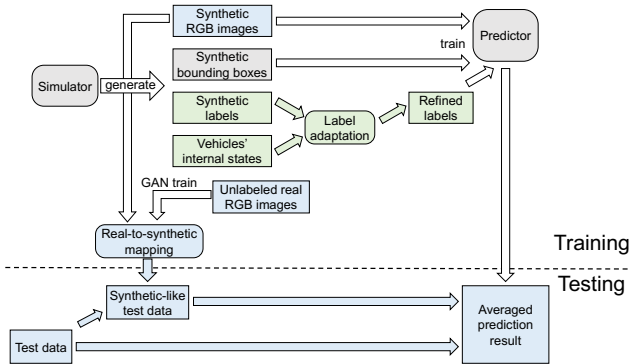 Synthetic
RGB images
Predictor
train
Synthetic
bounding boxes
Simulator
generate
Synthetic
labels
Label
adaptation
Refined
labels
Vehicles'
internal states
GAN train
Unlabeled real
RGB images
Real-to-synthetic
mapping
Training
Testing
Synthetic-like
test data
Averaged
prediction
result
Test data